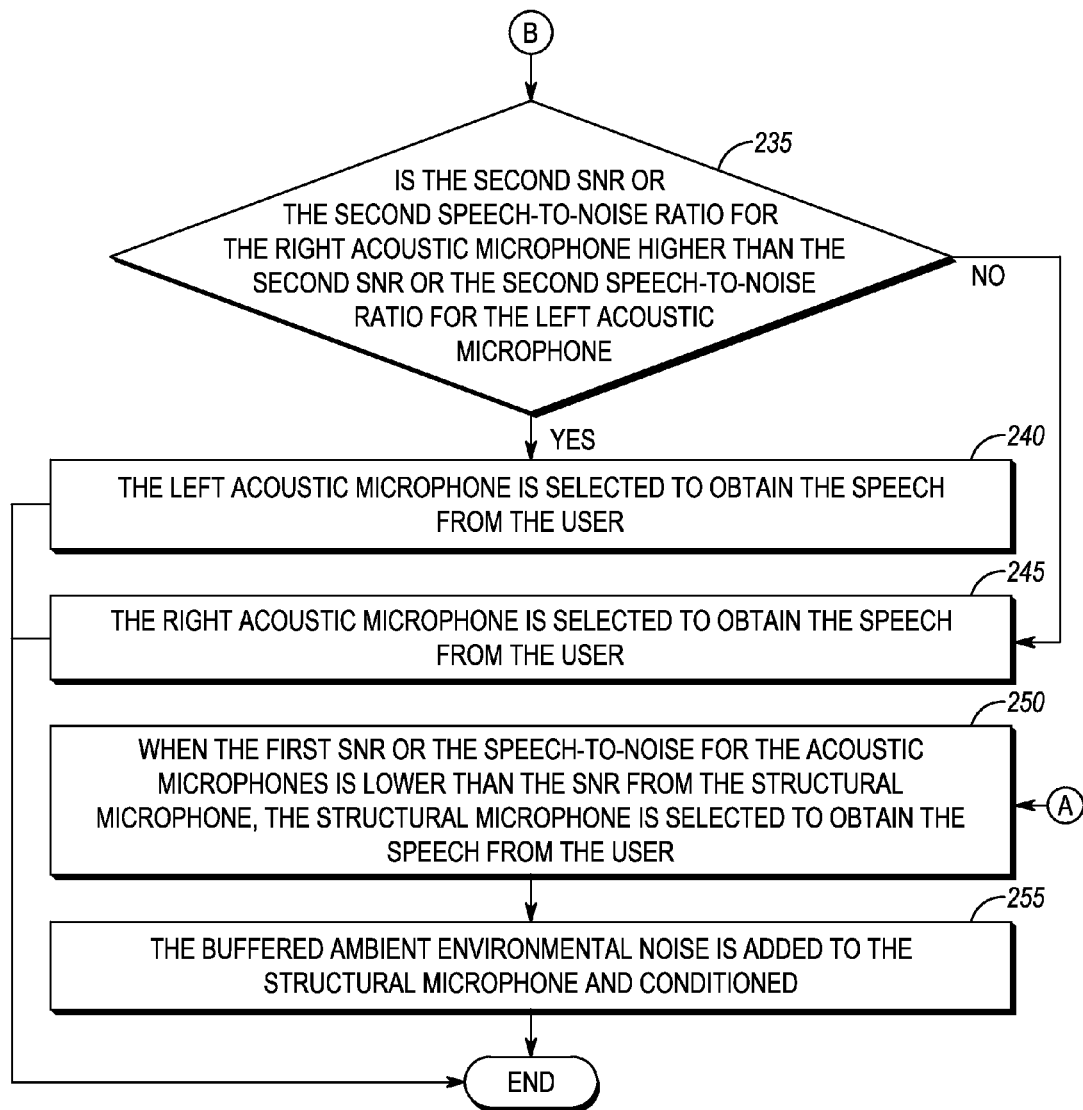 B
235
IS THE SECOND SNR OR
THE SECOND SPEECH-TO-NOISE RATIO FOR
THE RIGHT ACOUSTIC MICROPHONE HIGHER THAN THE
SECOND SNR OR THE SECOND SPEECH-TO-NOISE
RATIO FOR THE LEFT ACOUSTIC
MICROPHONE
NO
YES
240
THE LEFT ACOUSTIC MICROPHONE IS SELECTED TO OBTAIN THE SPEECH
FROM THE USER
245
THE RIGHT ACOUSTIC MICROPHONE IS SELECTED TO OBTAIN THE SPEECH
FROM THE USER
250
WHEN THE FIRST SNR OR THE SPEECH-TO-NOISE FOR THE ACOUSTIC
MICROPHONES IS LOWER THAN THE SNR FROM THE STRUCTURAL
MICROPHONE, THE STRUCTURAL MICROPHONE IS SELECTED TO OBTAIN THE
SPEECH FROM THE USER
A
255
THE BUFFERED AMBIENT ENVIRONMENTAL NOISE IS ADDED TO THE
STRUCTURAL MICROPHONE AND CONDITIONED
END